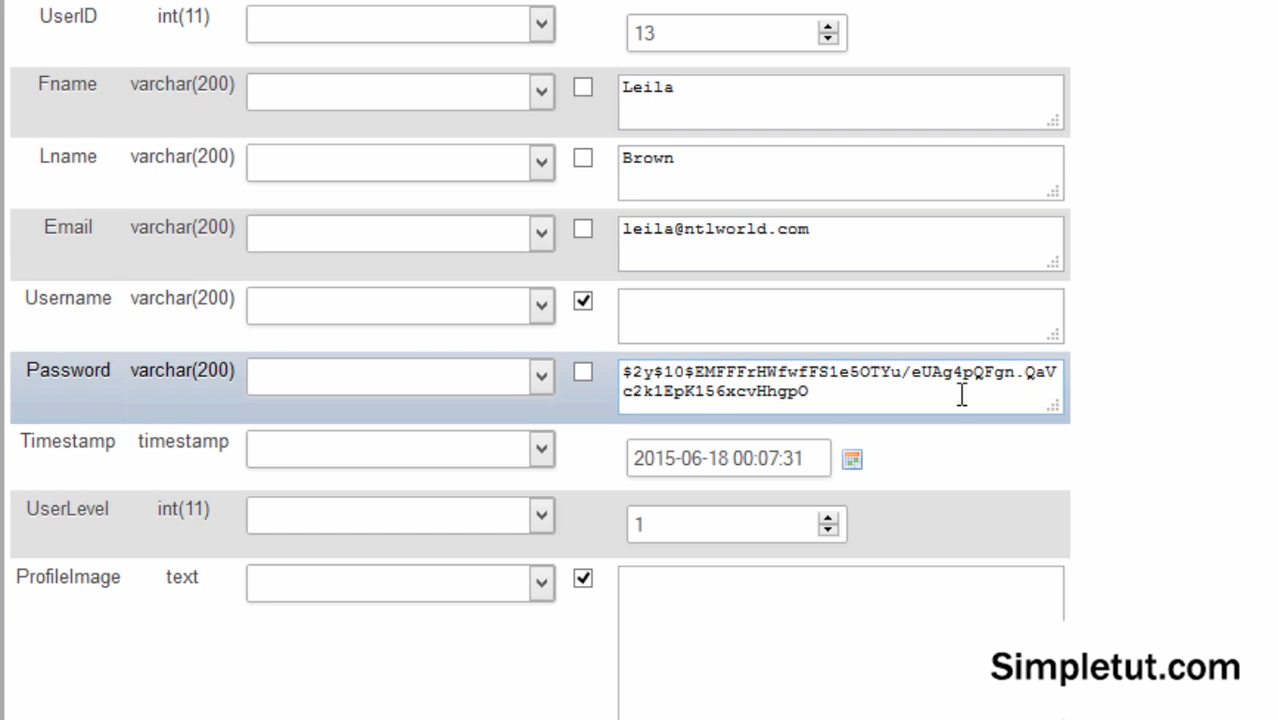 UserID int(11) 13
Fname varchar(200) Leila
Lname varchar(200) Brown
Email varchar(200) leila@ntlworld.com
Username varchar(200)
Password varchar(200) $2y$10$EMFFFrHWfwfFS1e5OTYu/eUAg4pQFgn.QaV
c2k1EpK156xcvHhgpO
Timestamp timestamp 2015-06-18 00:07:31
UserLevel int(11) 1
ProfileImage text
Simpletut.com